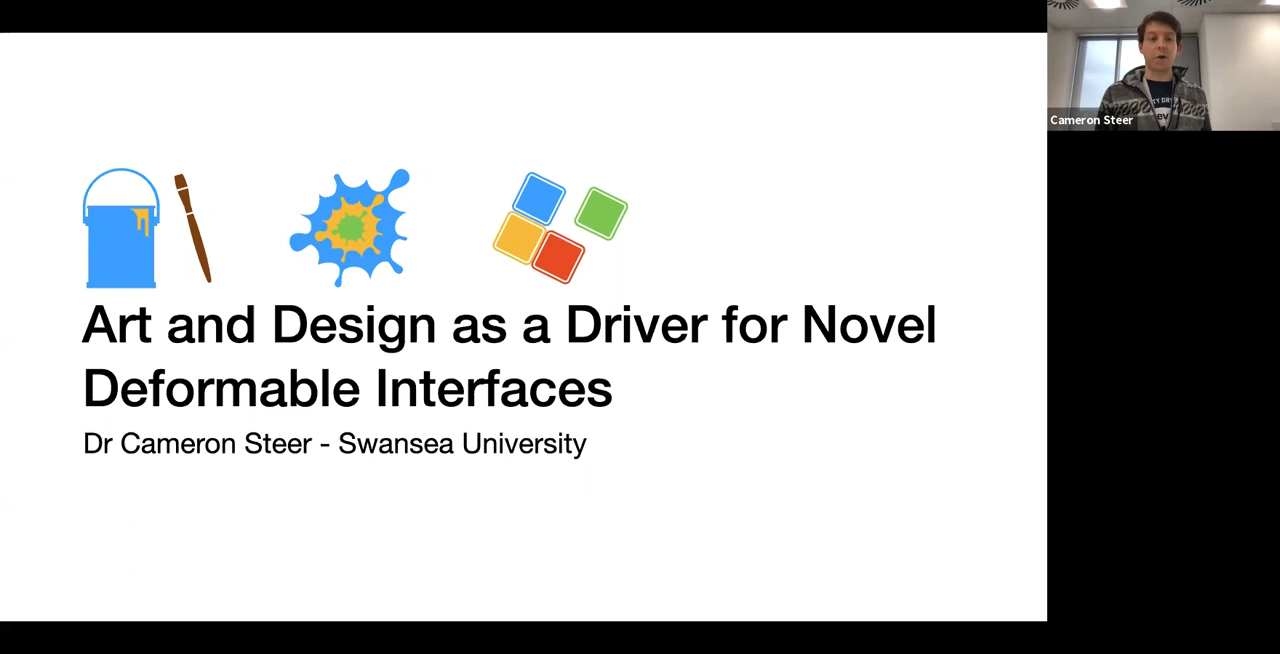 Art and Design as a Driver for Novel
Deformable Interfaces
Dr Cameron Steer - Swansea University
Cameron Steer